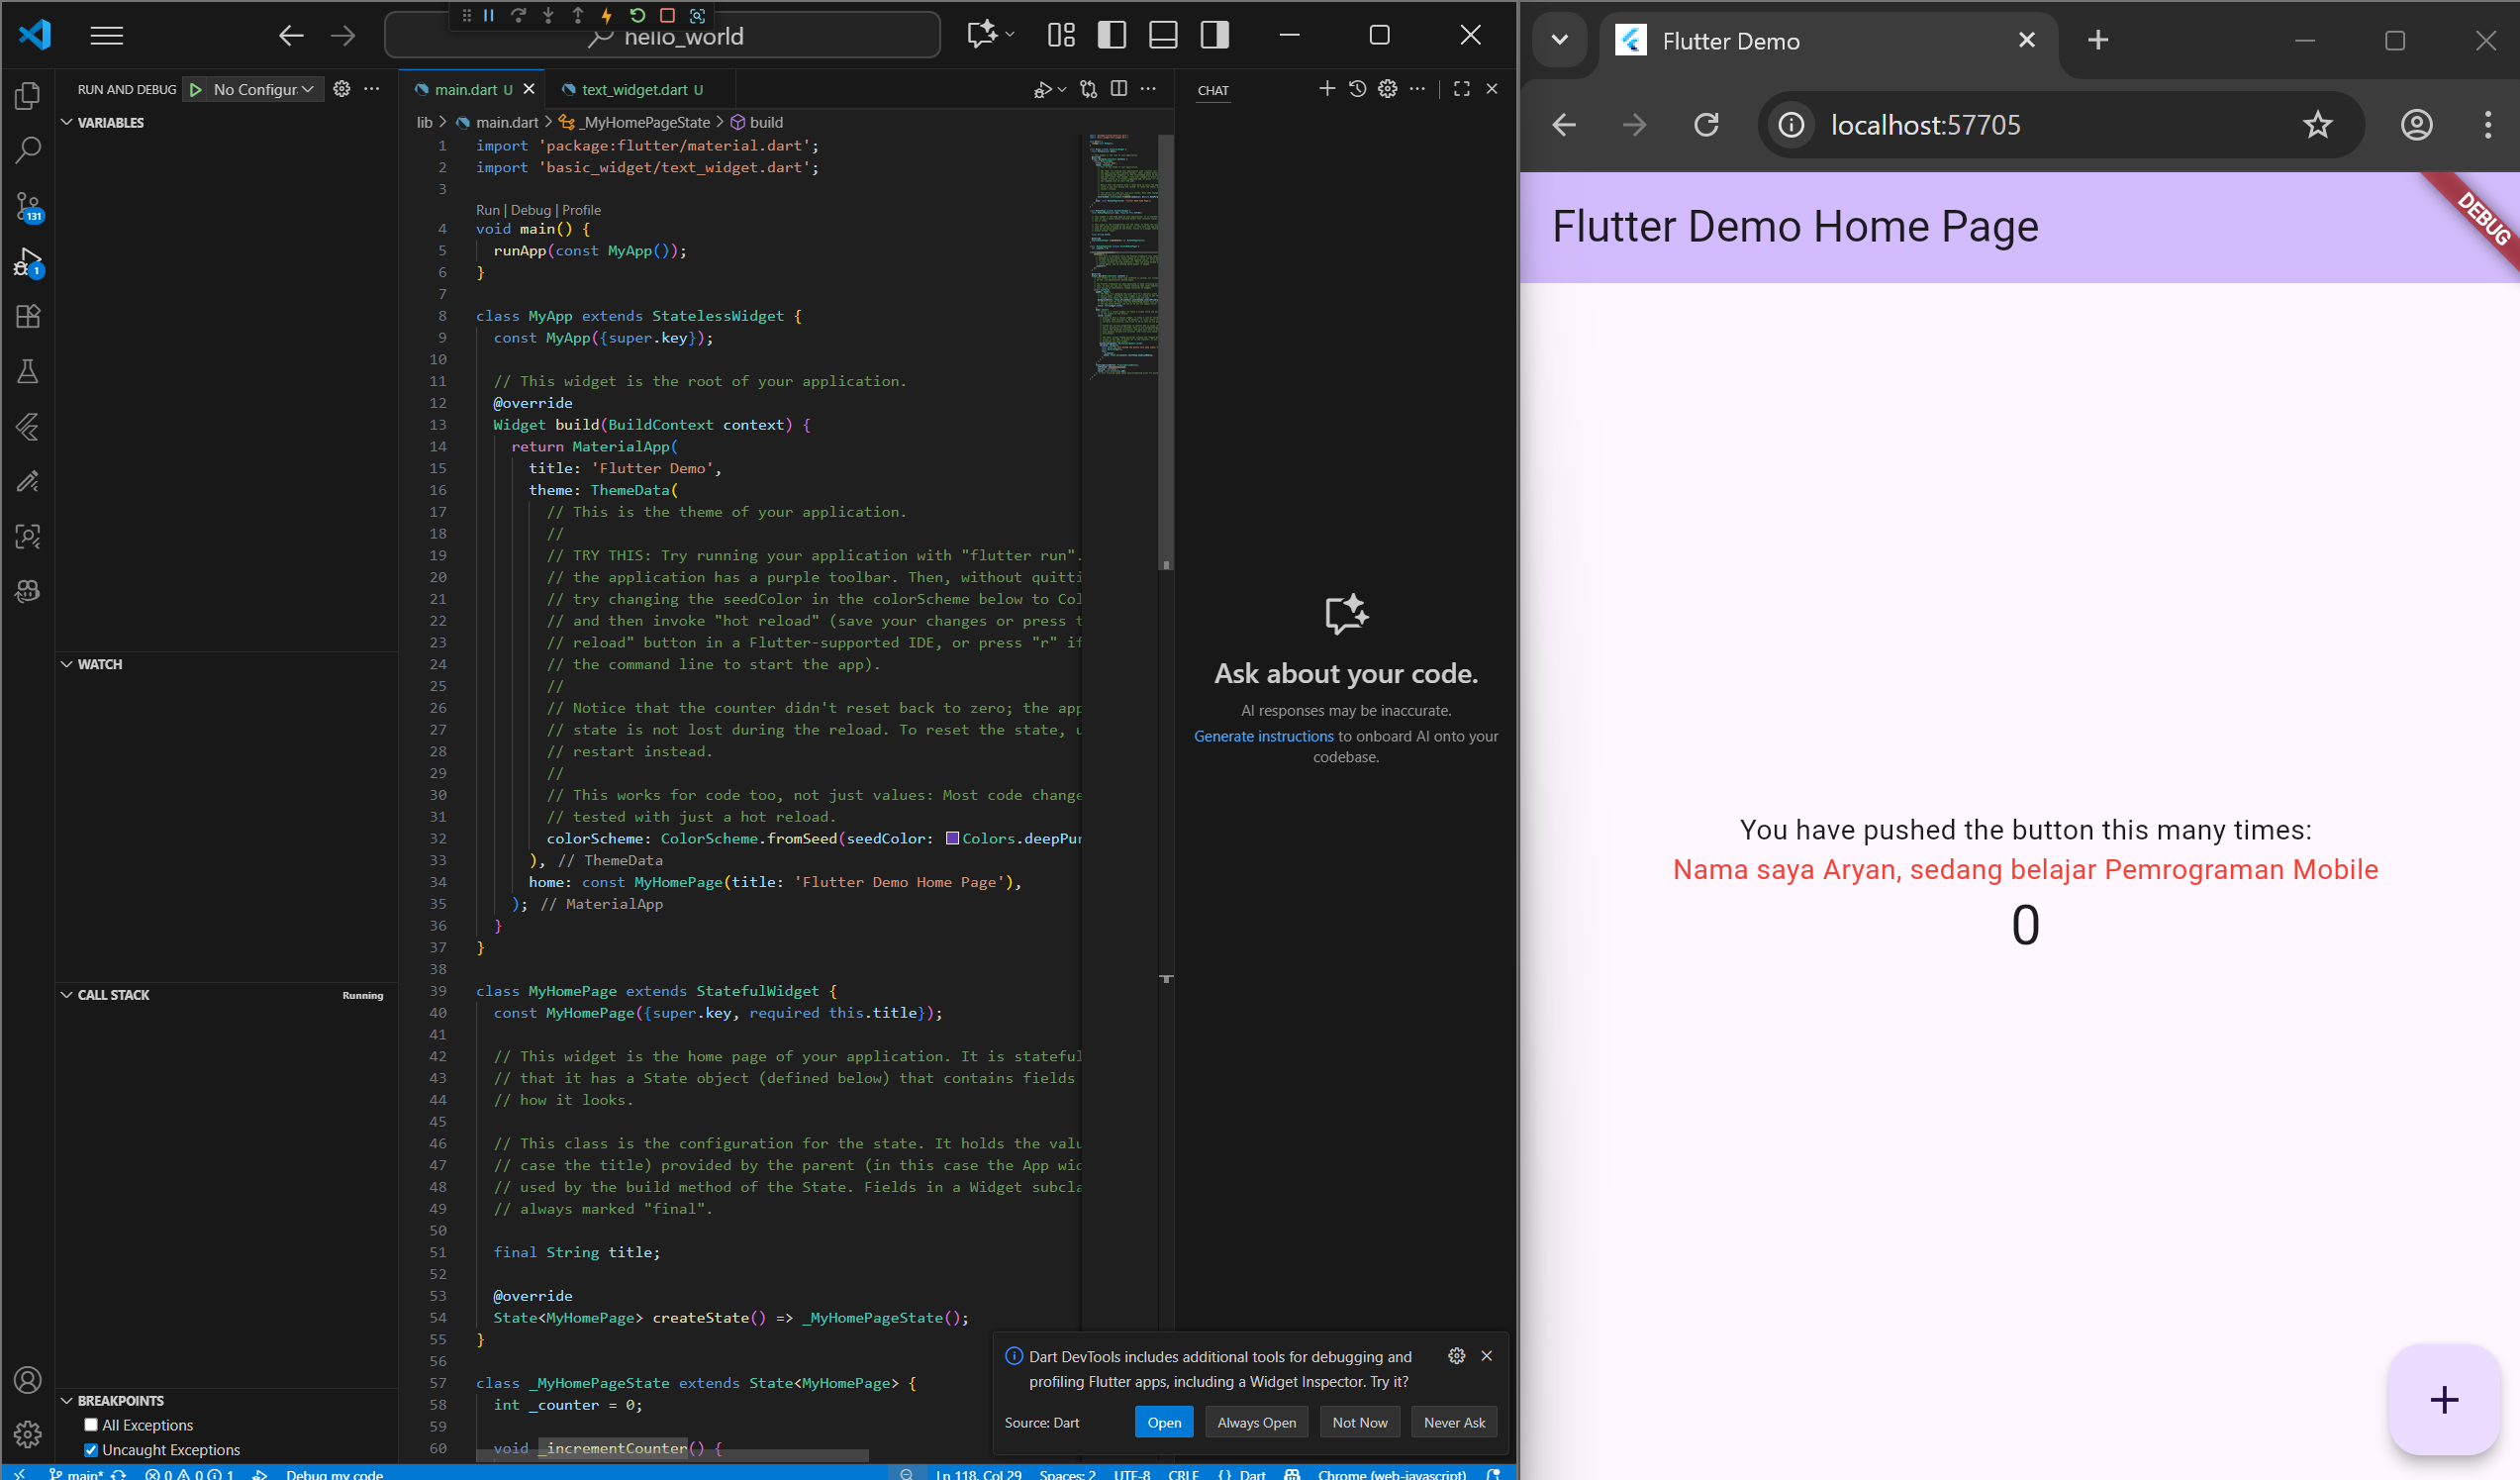 hello_world
RUN AND DEBUG
No Configur
VARIABLES
WATCH
CALL STACK
Running
BREAKPOINTS
All Exceptions
Uncaught Exceptions
131
1
main.dart U
text_widget.dart U
lib > main.dart > _MyHomePageState > build
1 import 'package:flutter/material.dart';
2 import 'basic_widget/text_widget.dart';
3
Run | Debug | Profile
4 void main() {
5 runApp(const MyApp());
6 }
7
8 class MyApp extends StatelessWidget {
9 const MyApp({super.key});
10
11 // This widget is the root of your application.
12 @override
13 Widget build(BuildContext context) {
14 return MaterialApp(
15 title: 'Flutter Demo',
16 theme: ThemeData(
17 // This is the theme of your application.
18 //
19 // TRY THIS: Try running your application with "flutter run".
20 // the application has a purple toolbar. Then, without quitti
21 // try changing the seedColor in the colorScheme below to Col
22 // and then invoke "hot reload" (save your changes or press t
23 // reload" button in a Flutter-supported IDE, or press "r" if
24 // the command line to start the app).
25 //
26 // Notice that the counter didn't reset back to zero; the app
27 // state is not lost during the reload. To reset the state, u
28 // restart instead.
29 //
30 // This works for code too, not just values: Most code change
31 // tested with just a hot reload.
32 colorScheme: ColorScheme.fromSeed(seedColor: Colors.deepPur
33 ), // ThemeData
34 home: const MyHomePage(title: 'Flutter Demo Home Page'),
35 ); // MaterialApp
36 }
37 }
38
39 class MyHomePage extends StatefulWidget {
40 const MyHomePage({super.key, required this.title});
41
42 // This widget is the home page of your application. It is stateful
43 // that it has a State object (defined below) that contains fields
44 // how it looks.
45
46 // This class is the configuration for the state. It holds the valu
47 // case the title) provided by the parent (in this case the App wid
48 // used by the build method of the State. Fields in a Widget subcla
49 // always marked "final".
50
51 final String title;
52
53 @override
54 State<MyHomePage> createState() => _MyHomePageState();
55 }
56
57 class _MyHomePageState extends State<MyHomePage> {
58 int _counter = 0;
59
60 void _incrementCounter() {
CHAT
Ask about your code.
AI responses may be inaccurate.
Generate instructions to onboard AI onto your
codebase.
Dart DevTools includes additional tools for debugging and
profiling Flutter apps, including a Widget Inspector. Try it?
Source: Dart
Open
Always Open
Not Now
Never Ask
main*
0 0 1
Debug my code
Ln 118, Col 29
Spaces: 2
UTF-8
CRLF
{ } Dart
Chrome (web-javascript)
Flutter Demo
localhost:57705
Flutter Demo Home Page
DEBUG
You have pushed the button this many times:
Nama saya Aryan, sedang belajar Pemrograman Mobile
0